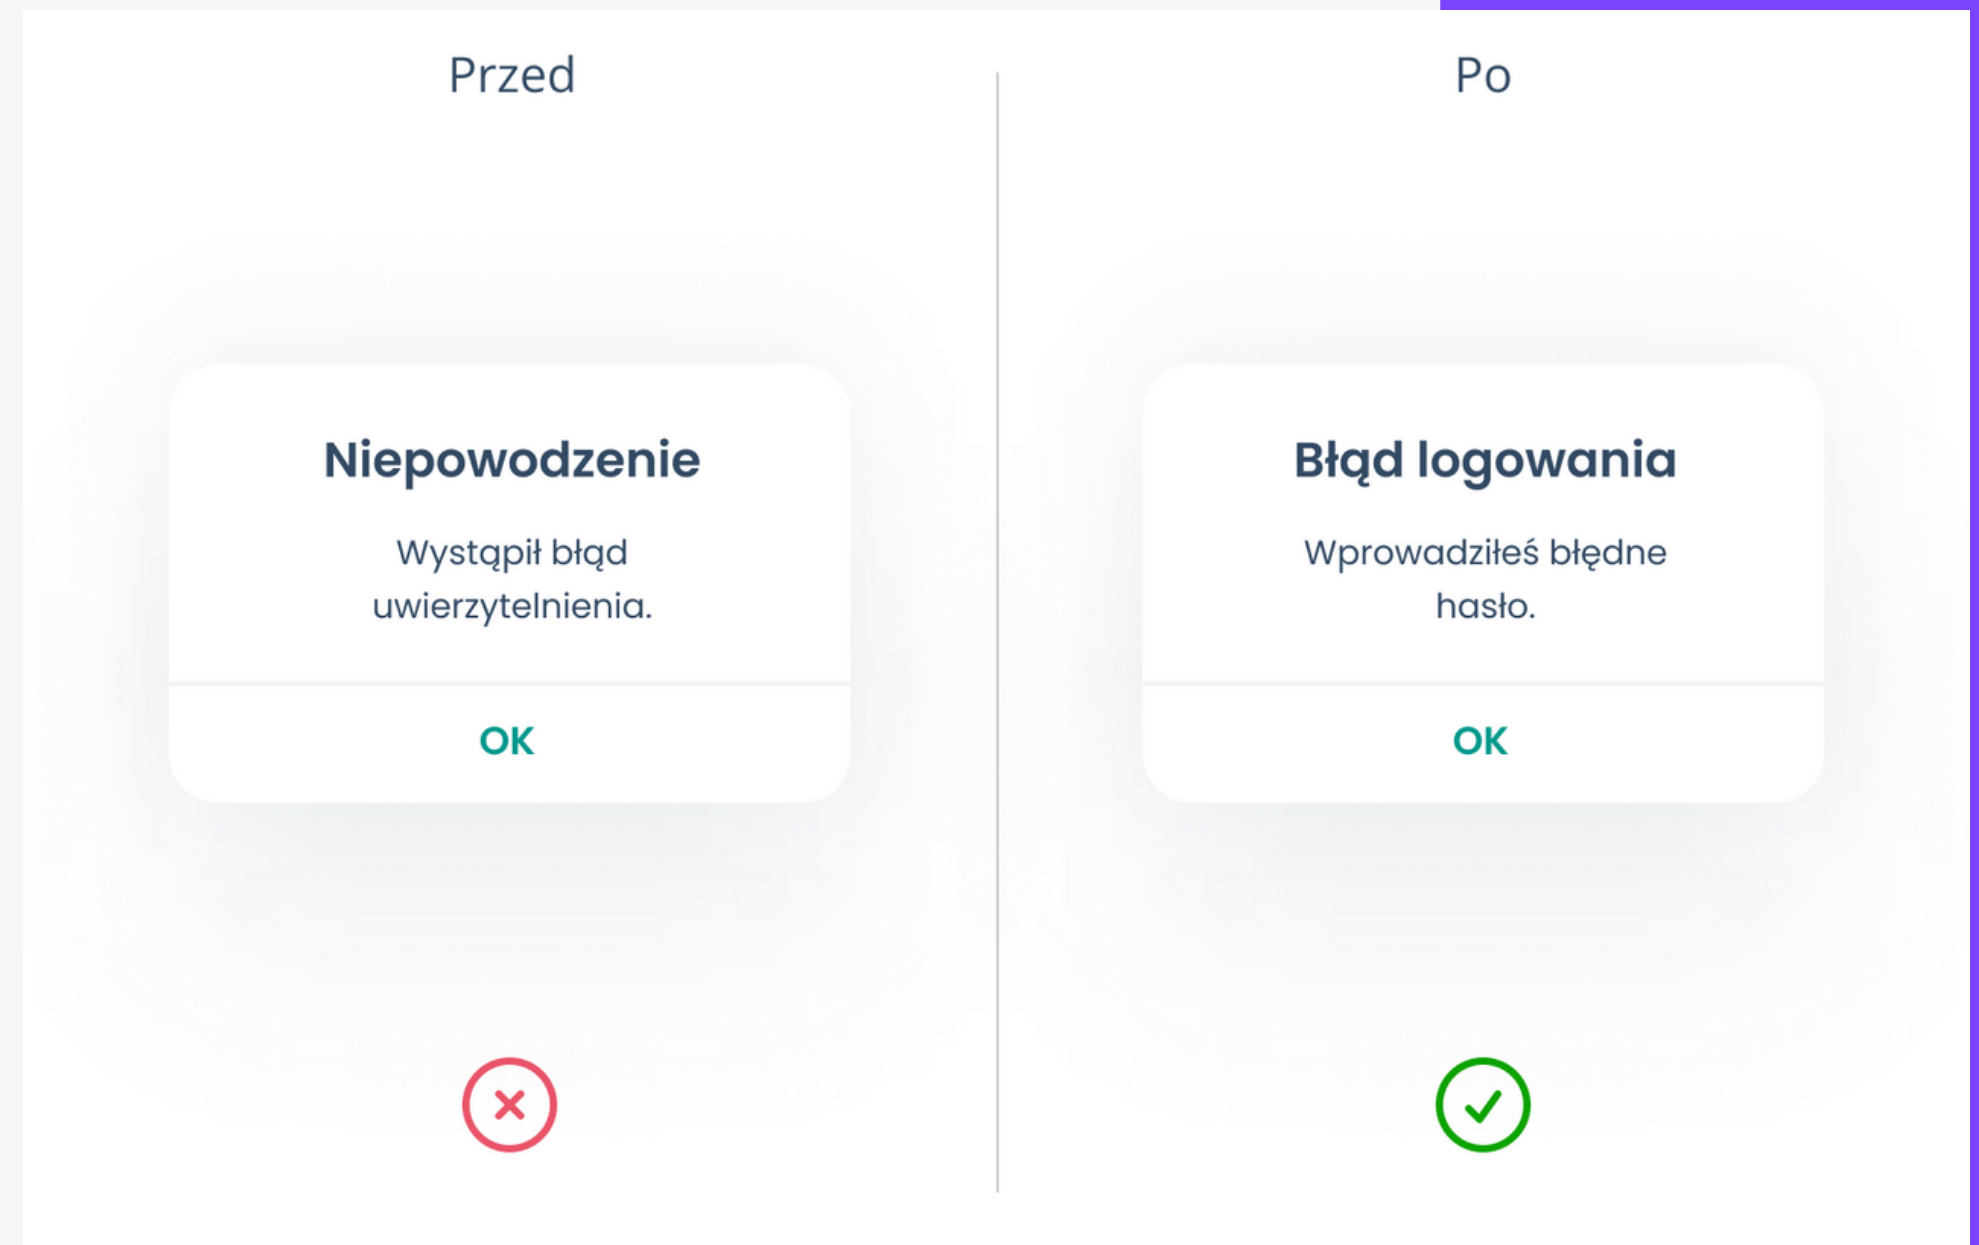 Przed
Niepowodzenie
Wystąpił błąd
uwierzytelnienia.
OK
Po
Błąd logowania
Wprowadziłeś błędne
hasło.
OK